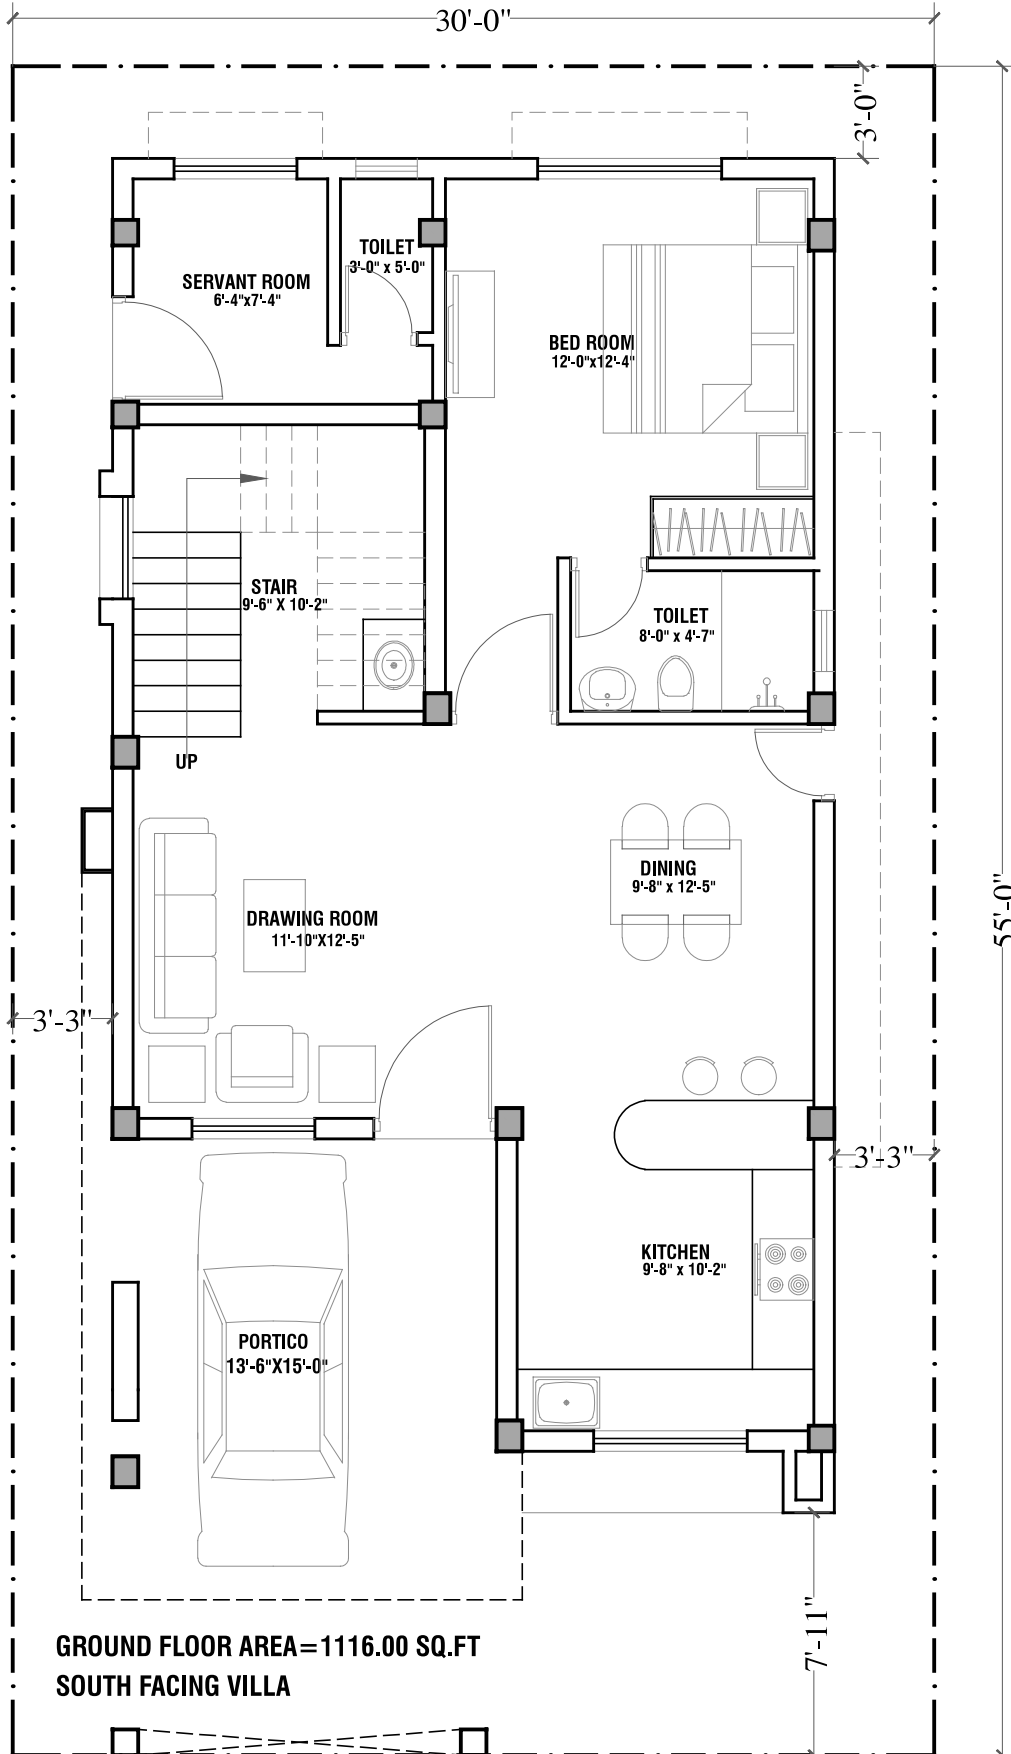 30'-0"
3'-0"
TOILET
3'-0" x 5'-0"
SERVANT ROOM
6'-4"x7'-4"
BED ROOM
12'-0"x12'-4"
STAIR
9'-6" X 10'-2"
TOILET
8'-0" x 4'-7"
UP
DINING
9'-8" x 12'-5"
DRAWING ROOM
11'-10"X12'-5"
55'-0"
3'-3"
3'-3"
KITCHEN
9'-8" x 10'-2"
PORTICO
13'-6"X15'-0"
7'-11"
GROUND FLOOR AREA=1116.00 SQ.FT
SOUTH FACING VILLA